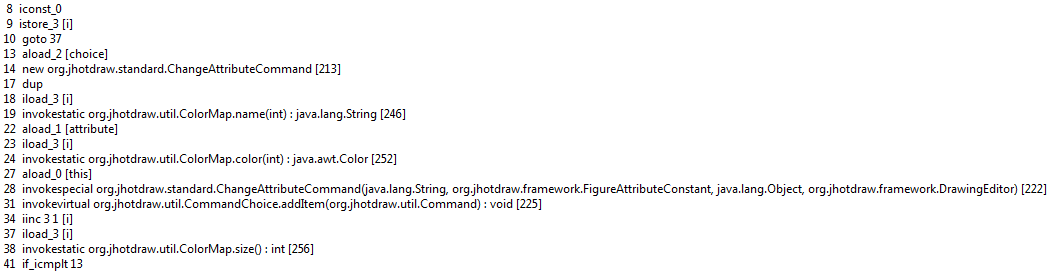 8 iconst_0
9 istore_3 [i]
10 goto 37
13 aload_2 [choice]
14 new org.jhotdraw.standard.ChangeAttributeCommand [213]
17 dup
18 iload_3 [i]
19 invokestatic org.jhotdraw.util.ColorMap.name(int) : java.lang.String [246]
22 aload_1 [attribute]
23 iload_3 [i]
24 invokestatic org.jhotdraw.util.ColorMap.color(int) : java.awt.Color [252]
27 aload_0 [this]
28 invokespecial org.jhotdraw.standard.ChangeAttributeCommand(java.lang.String, org.jhotdraw.framework.FigureAttributeConstant, java.lang.Object, org.jhotdraw.framework.DrawingEditor) [222]
31 invokevirtual org.jhotdraw.util.CommandChoice.addItem(org.jhotdraw.util.Command) : void [225]
34 iinc 3 1 [i]
37 iload_3 [i]
38 invokestatic org.jhotdraw.util.ColorMap.size() : int [256]
41 if_icmplt 13